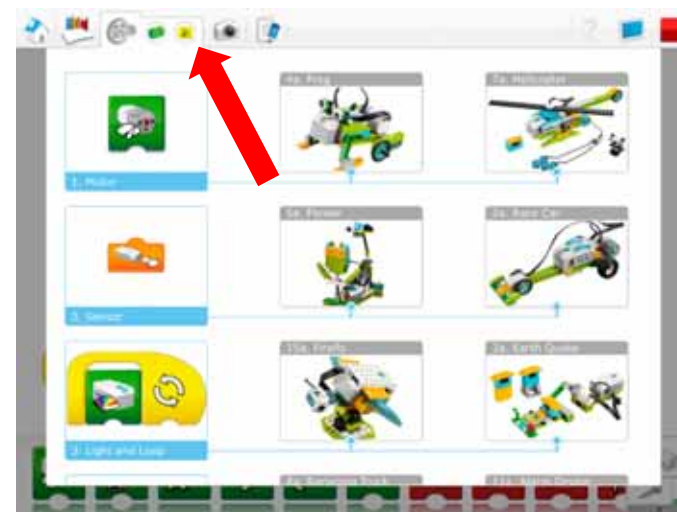 4a. Frog
7a. Helicopter
1. Motor
5a. Flower
2a. Race Car
2. Sensor
15a. Firefly
3a. Earth Quake
3. Light and Loop